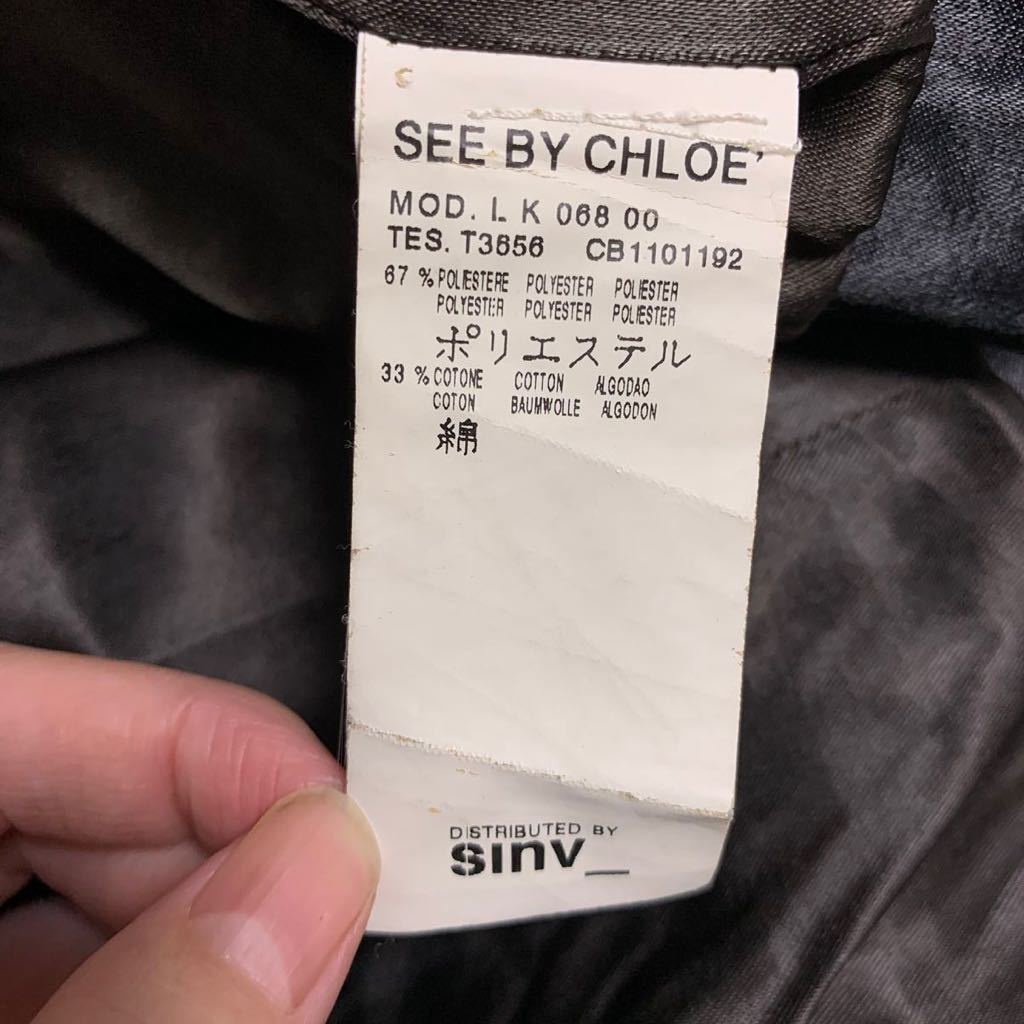 SEE BY CHLOE'
MOD. L K 068 00
TES. T3656 CB1101192
67 % POLIESTERE POLYESTER POLIESTER
POLYESTER POLYESTER POLIESTER
ポリエステル
33 % COTONE COTTON ALGODAO
COTON BAUMWOLLE ALGODON
綿
DISTRIBUTED BY
sinv_